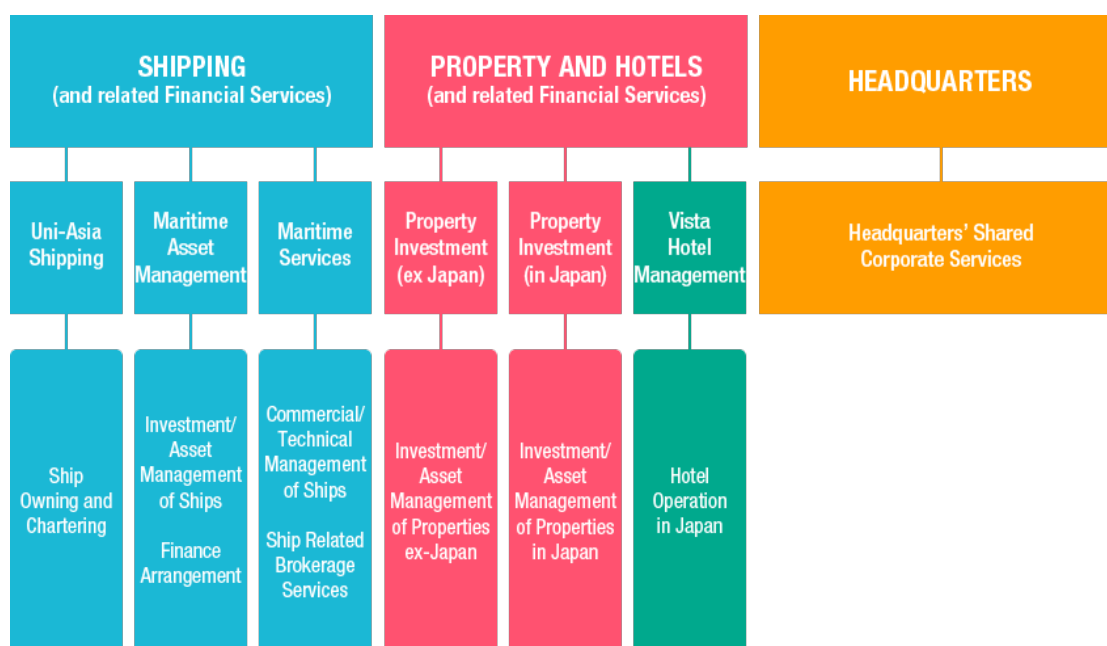 SHIPPING
(and related Financial Services)
PROPERTY AND HOTELS
(and related Financial Services)
HEADQUARTERS
Uni-Asia
Shipping
Maritime
Asset
Management
Maritime
Services
Property
Investment
(ex Japan)
Property
Investment
(in Japan)
Vista
Hotel
Management
Headquarters’ Shared
Corporate Services
Ship
Owning and
Chartering
Investment/
Asset
Management
of Ships
Finance
Arrangement
Commercial/
Technical
Management
of Ships
Ship Related
Brokerage
Services
Investment/
Asset
Management
of Properties
ex-Japan
Investment/
Asset
Management
of Properties
in Japan
Hotel
Operation
in Japan